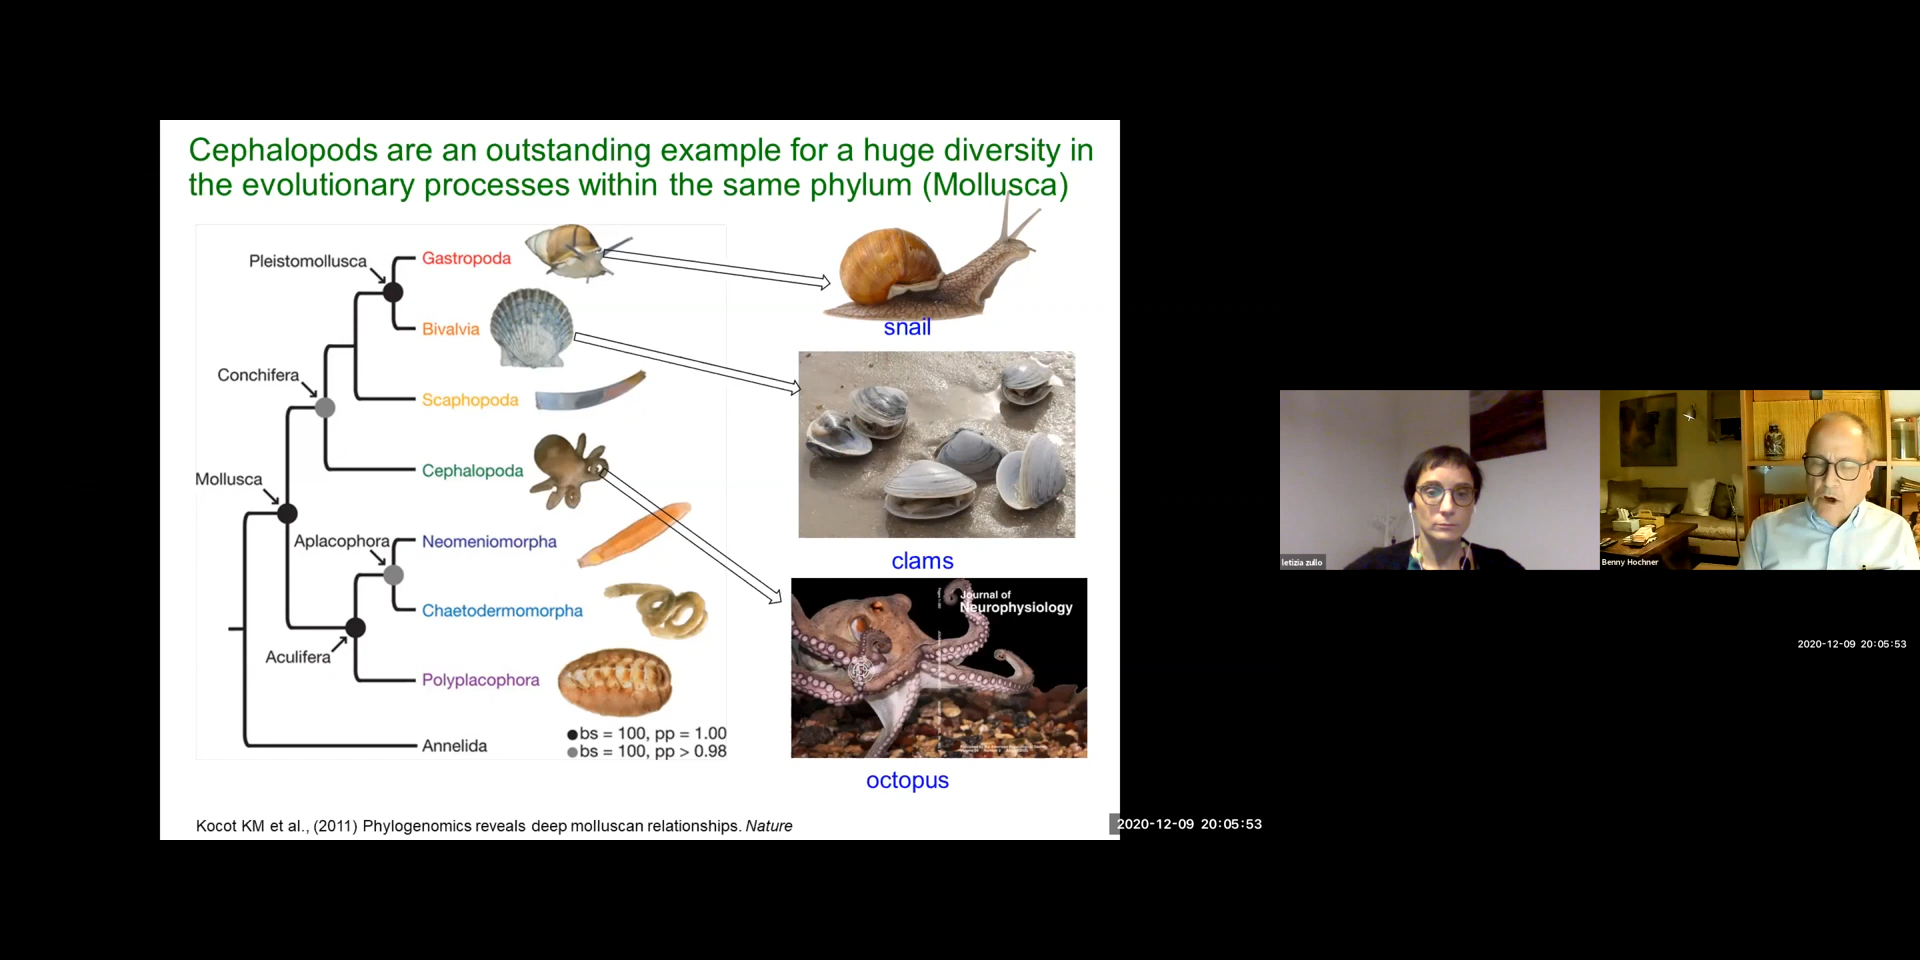 Cephalopods are an outstanding example for a huge diversity in
the evolutionary processes within the same phylum (Mollusca)
Pleistomollusca
Gastropoda
Bivalvia
Conchifera
Scaphopoda
Cephalopoda
Mollusca
Aplacophora
Neomeniomorpha
Chaetodermomorpha
Aculifera
Polyplacophora
Annelida
bs = 100, pp = 1.00
bs = 100, pp > 0.98
snail
clams
Journal of
Neurophysiology
octopus
Kocot KM et al., (2011) Phylogenomics reveals deep molluscan relationships. Nature
2020-12-09 20:05:53
letizia zullo
Benny Hochner
2020-12-09 20:05:53